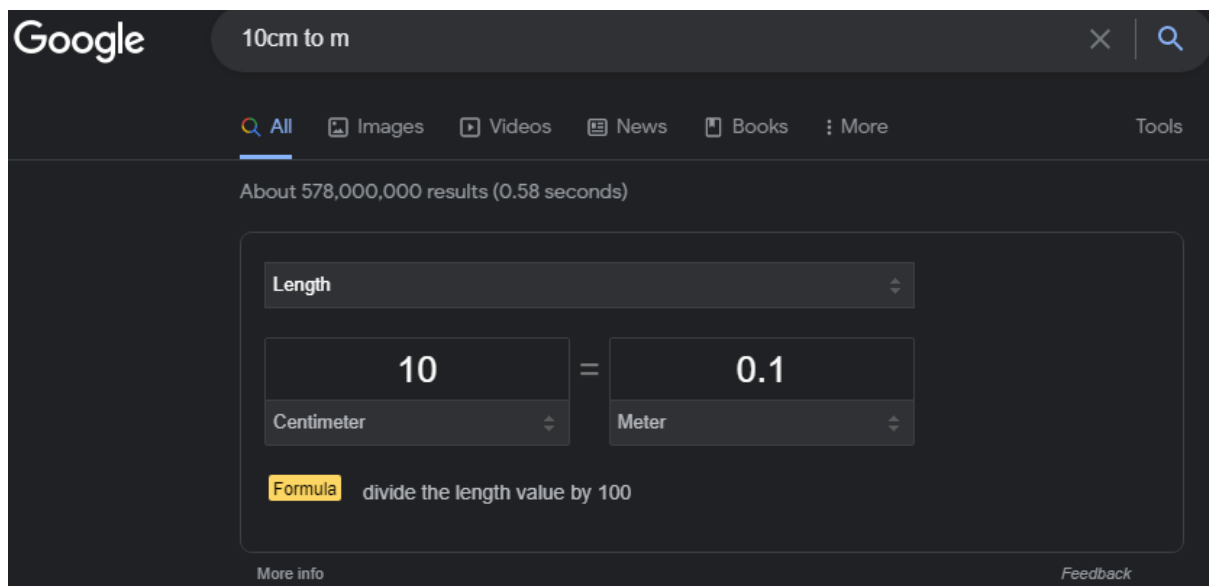 Google 10cm to m
All Images Videos News Books More Tools
About 578,000,000 results (0.58 seconds)
Length
10 = 0.1
Centimeter Meter
Formula divide the length value by 100
More info Feedback